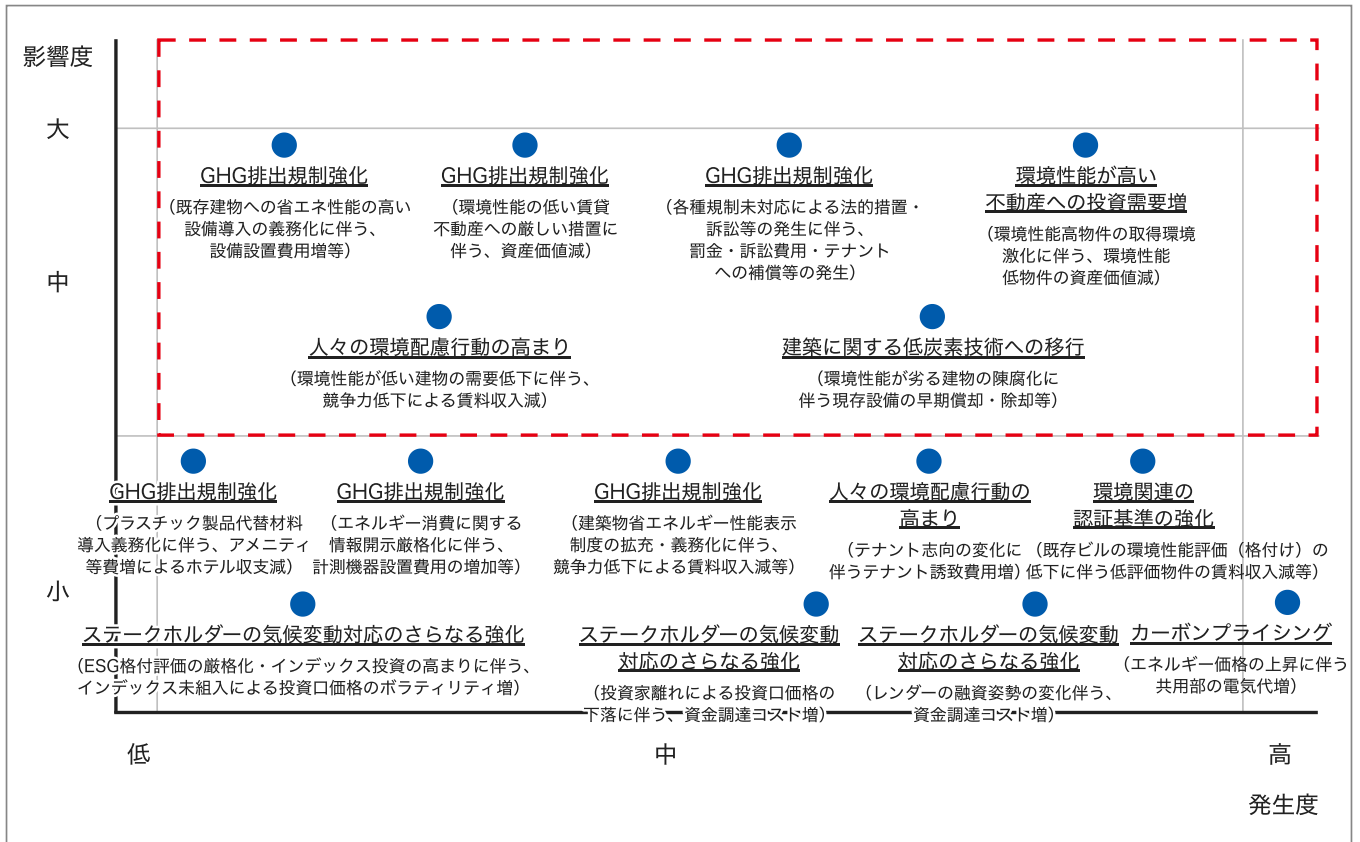 影響度
大
GHG排出規制強化
（既存建物への省エネ性能の高い
設備導入の義務化に伴う、
設備設置費用増等）
GHG排出規制強化
（環境性能の低い賃貸
不動産への厳しい措置に
伴う、資産価値減）
GHG排出規制強化
（各種規制未対応による法的措置・
訴訟等の発生に伴う、
罰金・訴訟費用・テナント
への補償等の発生）
環境性能が高い
不動産への投資需要増
（環境性能高物件の取得環境
激化に伴う、環境性能
低物件の資産価値減）
中
人々の環境配慮行動の高まり
（環境性能が低い建物の需要低下に伴う、
競争力低下による賃料収入減）
建築に関する低炭素技術への移行
（環境性能が劣る建物の陳腐化に
伴う現存設備の早期償却・除却等）
GHG排出規制強化
（プラスチック製品代替材料
導入義務化に伴う、アメニティ
等費増によるホテル収支減）
GHG排出規制強化
（エネルギー消費に関する
情報開示厳格化に伴う、
計測機器設置費用の増加等）
GHG排出規制強化
（建築物省エネルギー性能表示
制度の拡充・義務化に伴う、
競争力低下による賃料収入減等）
人々の環境配慮行動の
高まり
（テナント志向の変化に
伴うテナント誘致費用増）
環境関連の
認証基準の強化
（既存ビルの環境性能評価（格付け）の
低下に伴う低評価物件の賃料収入減等）
小
ステークホルダーの気候変動対応のさらなる強化
（ESG格付評価の厳格化・インデックス投資の高まりに伴う、
インデックス未組入による投資口価格のボラティリティ増）
ステークホルダーの気候変動
対応のさらなる強化
（投資家離れによる投資口価格の
下落に伴う、資金調達コスト増）
ステークホルダーの気候変動
対応のさらなる強化
（レンダーの融資姿勢の変化伴う、
資金調達コスト増）
カーボンプライシング
（エネルギー価格の上昇に伴う
共用部の電気代増）
低
中
高
発生度